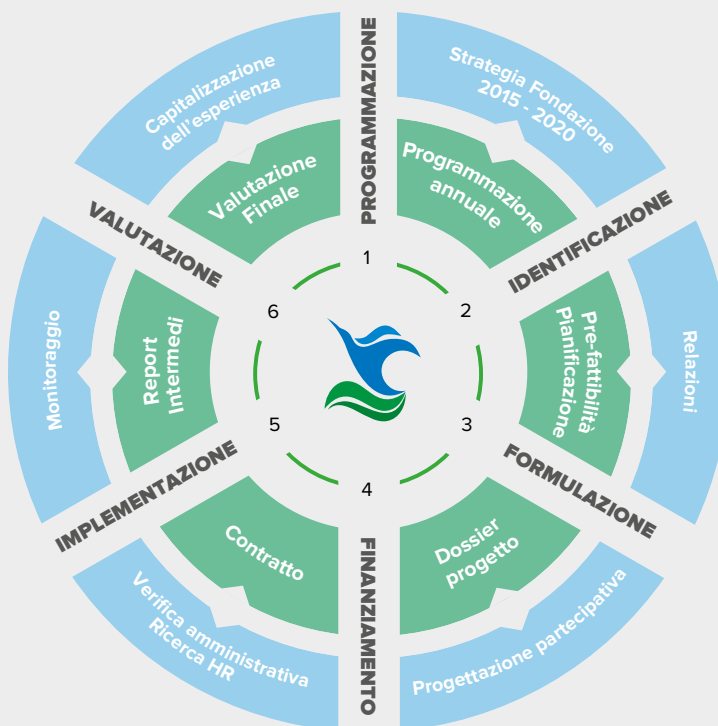 PROGRAMMAZIONE
Strategia Fondazione
2015 - 2020
Programmazione
annuale
IDENTIFICAZIONE
Relazioni
Pre-fattibilità
Pianificazione
FORMULAZIONE
Progettazione partecipativa
Dossier
progetto
FINANZIAMENTO
Verifica amministrativa
Ricerca HR
Contratto
IMPLEMENTAZIONE
Monitoraggio
Report
Intermedi
VALUTAZIONE
Capitalizzazione
dell'esperienza
Valutazione
Finale
1
2
3
4
5
6